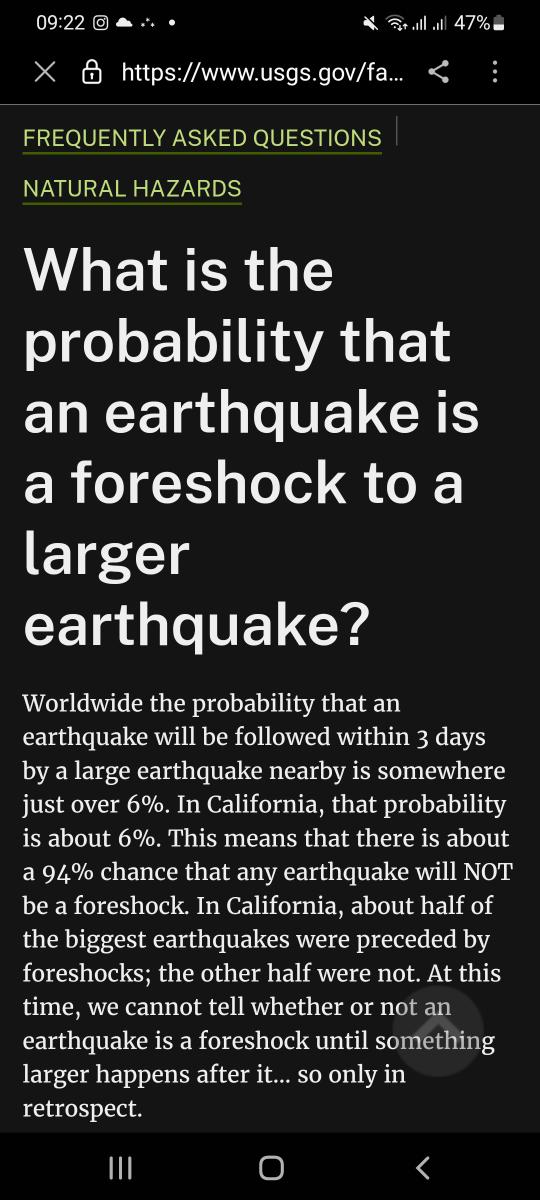 09:22 47%
https://www.usgs.gov/fa...
FREQUENTLY ASKED QUESTIONS
NATURAL HAZARDS
What is the
probability that
an earthquake is
a foreshock to a
larger
earthquake?
Worldwide the probability that an
earthquake will be followed within 3 days
by a large earthquake nearby is somewhere
just over 6%. In California, that probability
is about 6%. This means that there is about
a 94% chance that any earthquake will NOT
be a foreshock. In California, about half of
the biggest earthquakes were preceded by
foreshocks; the other half were not. At this
time, we cannot tell whether or not an
earthquake is a foreshock until something
larger happens after it... so only in
retrospect.